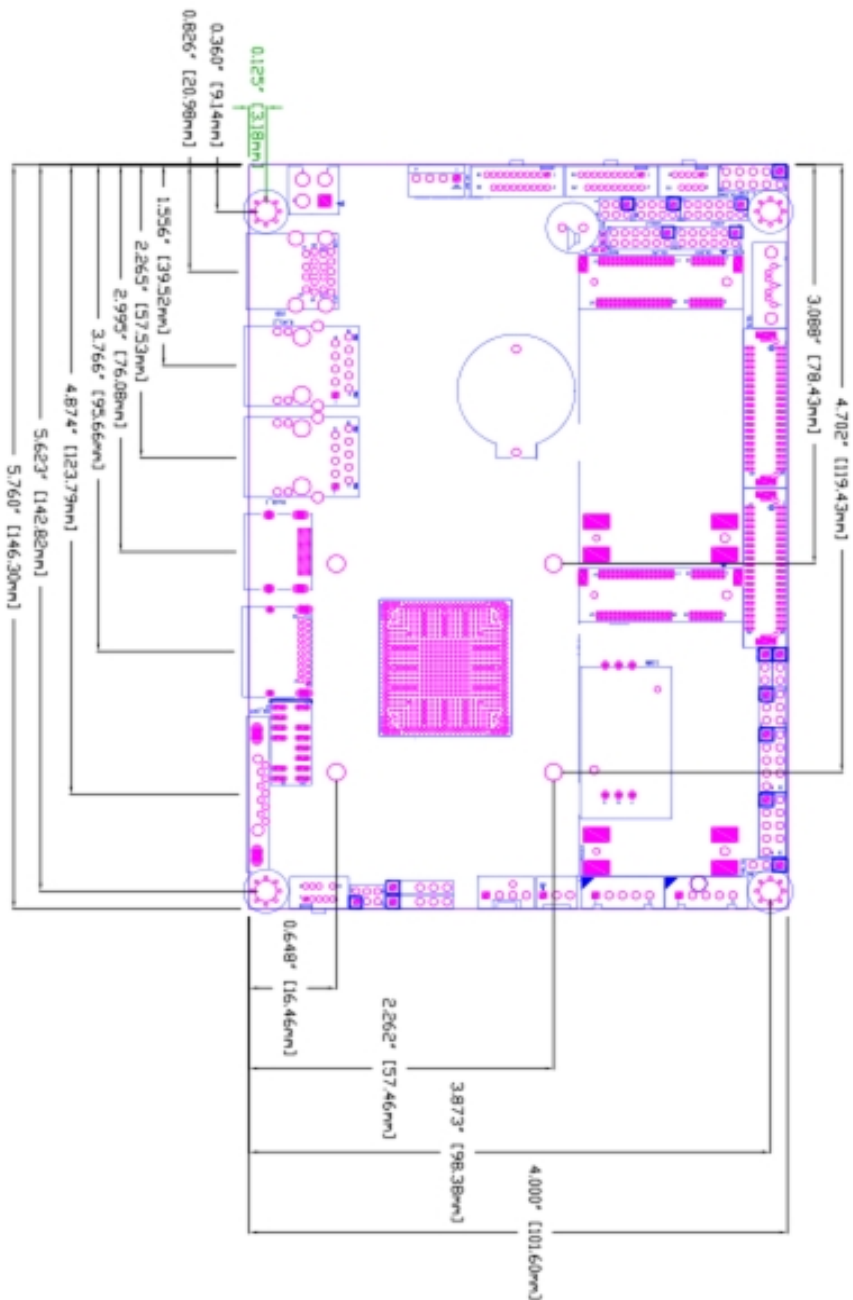 0.125" [3.18mm]
0.360" [9.14mm]
0.826" [20.98mm]
1.556" [39.52mm]
2.265" [57.53mm]
2.995" [76.08mm]
3.766" [95.66mm]
4.874" [123.79mm]
5.623" [142.82mm]
5.760" [146.30mm]
3.088" [78.43mm]
4.702" [119.43mm]
0.648" [16.46mm]
2.262" [57.46mm]
3.873" [98.38mm]
4.000" [101.60mm]